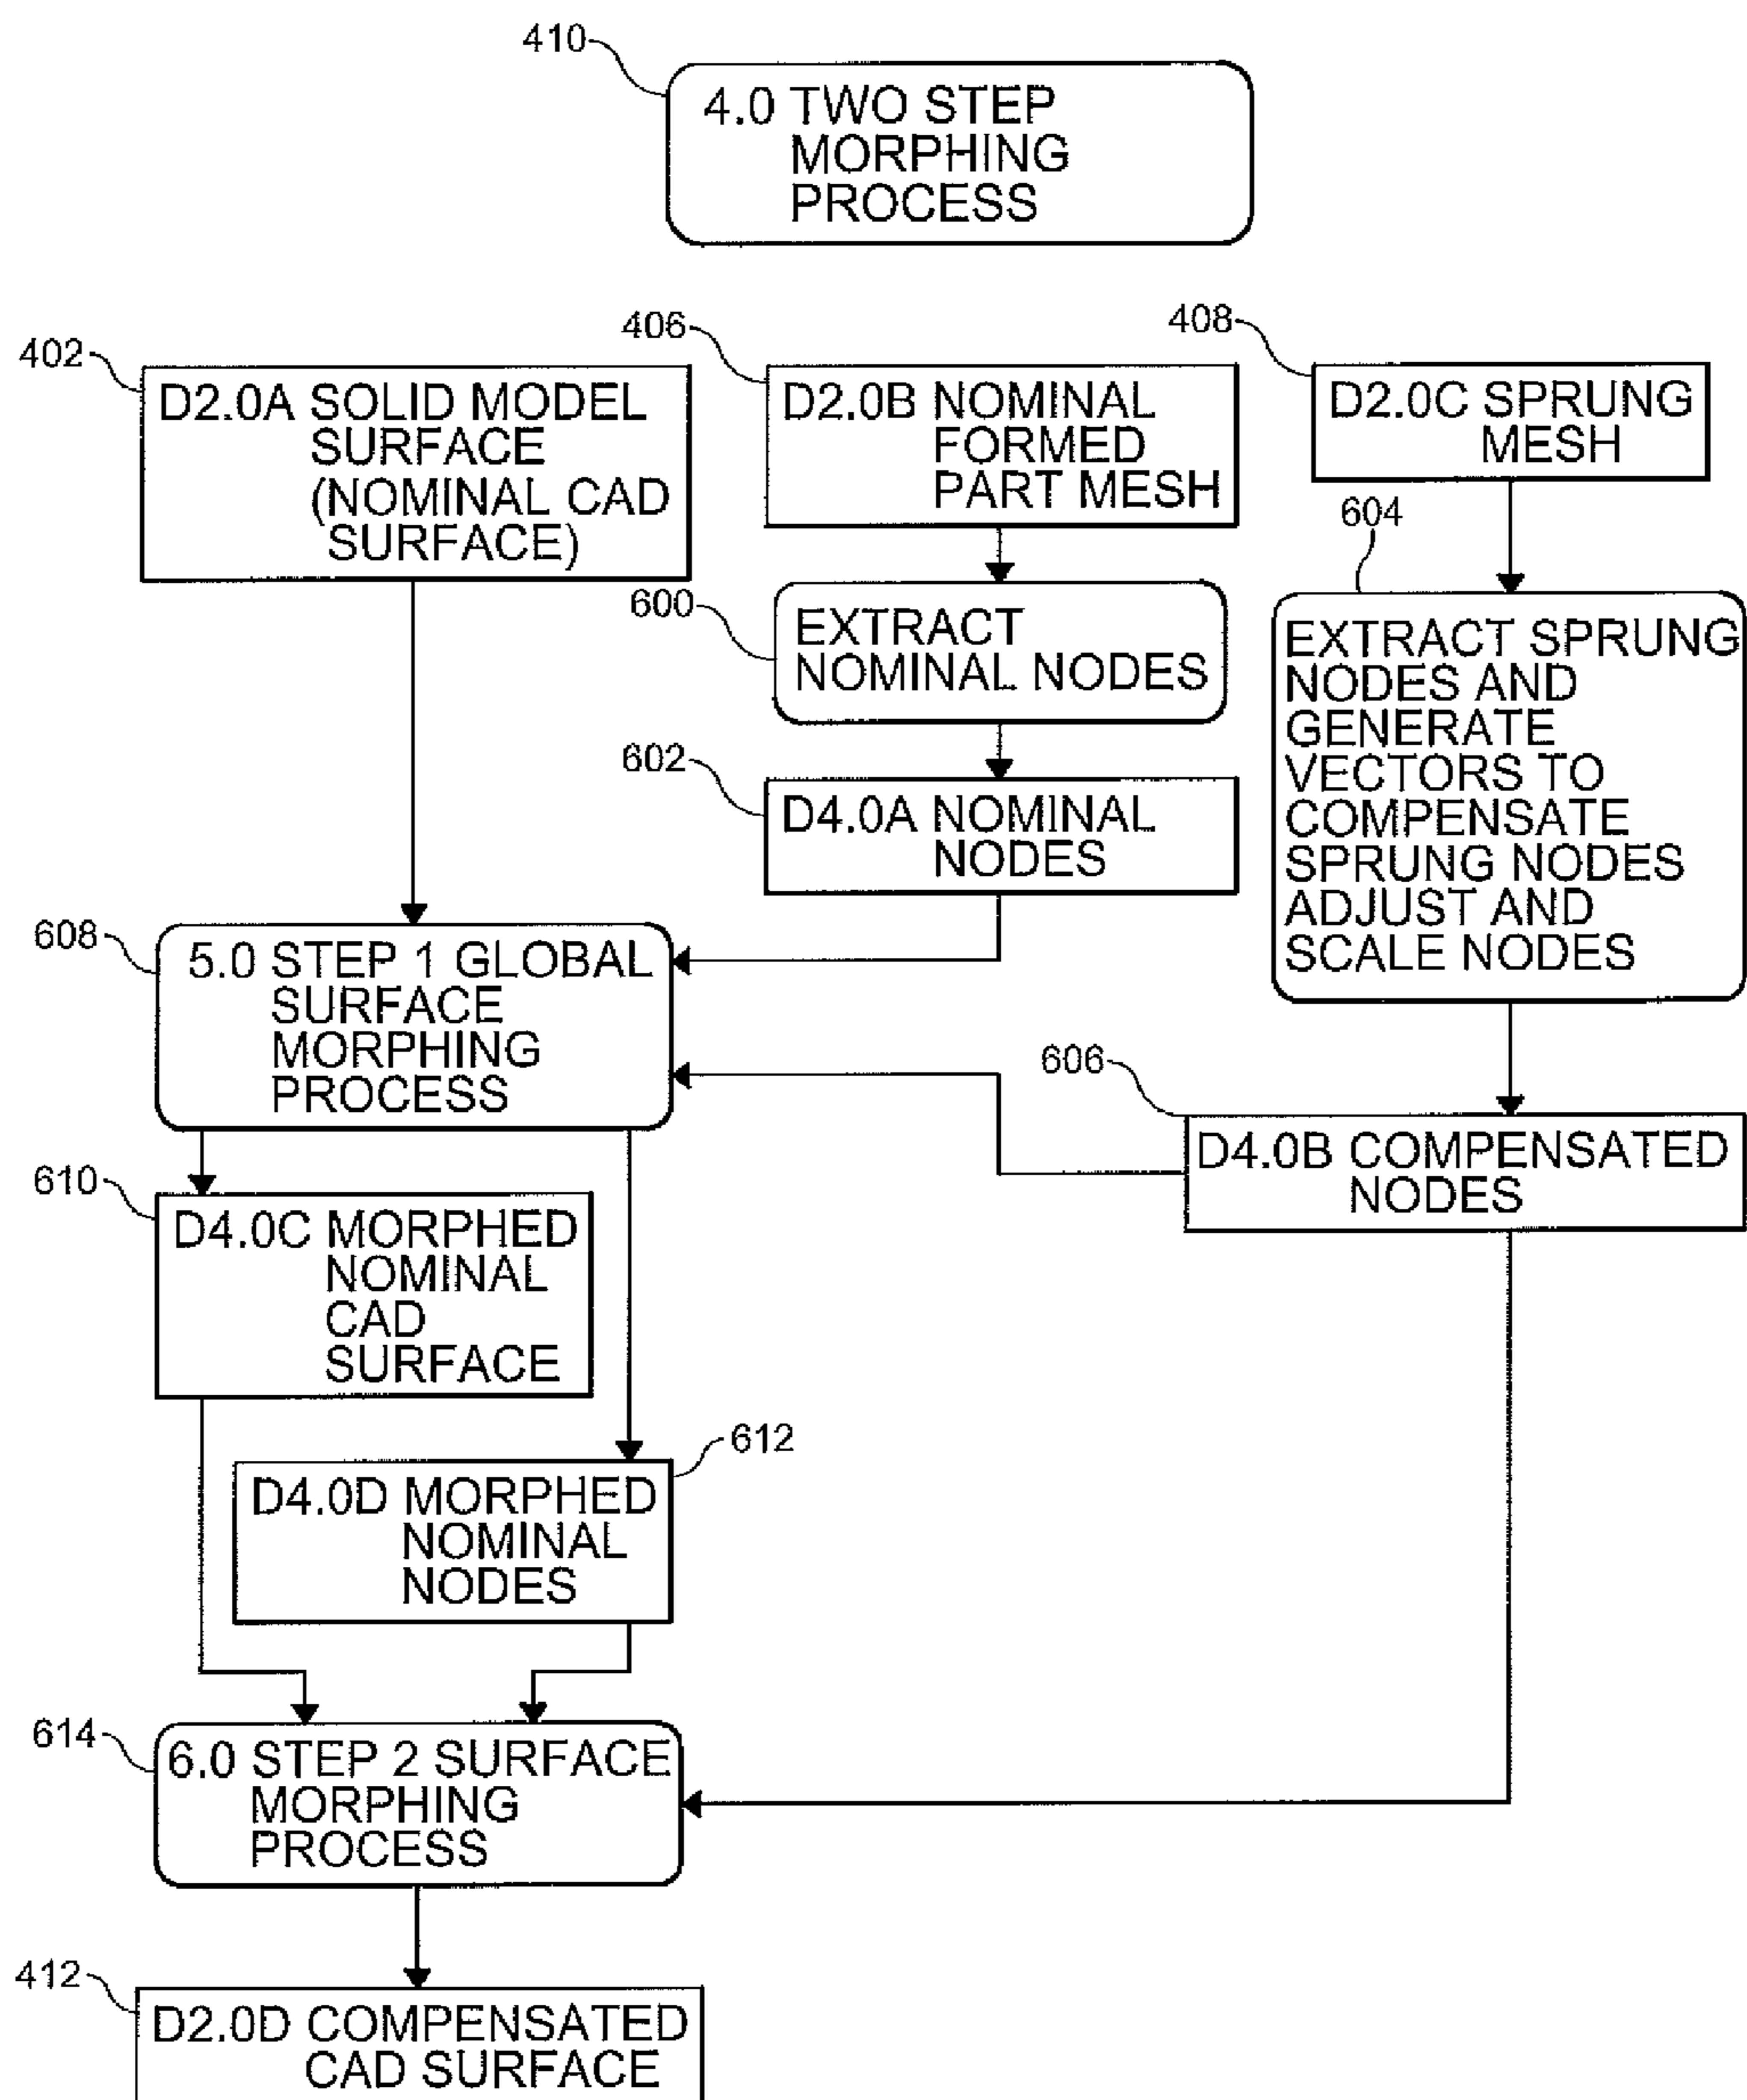 410
4.0 TWO STEP
MORPHING
PROCESS
402
D2.0A SOLID MODEL
SURFACE
(NOMINAL CAD
SURFACE)
406
D2.0B NOMINAL
FORMED
PART MESH
408
D2.0C SPRUNG
MESH
600
EXTRACT
NOMINAL NODES
604
EXTRACT SPRUNG
NODES AND
GENERATE
VECTORS TO
COMPENSATE
SPRUNG NODES
ADJUST AND
SCALE NODES
602
D4.0A NOMINAL
NODES
608
5.0 STEP 1 GLOBAL
SURFACE
MORPHING
PROCESS
606
D4.0B COMPENSATED
NODES
610
D4.0C MORPHED
NOMINAL
CAD
SURFACE
612
D4.0D MORPHED
NOMINAL
NODES
614
6.0 STEP 2 SURFACE
MORPHING
PROCESS
412
D2.0D COMPENSATED
CAD SURFACE